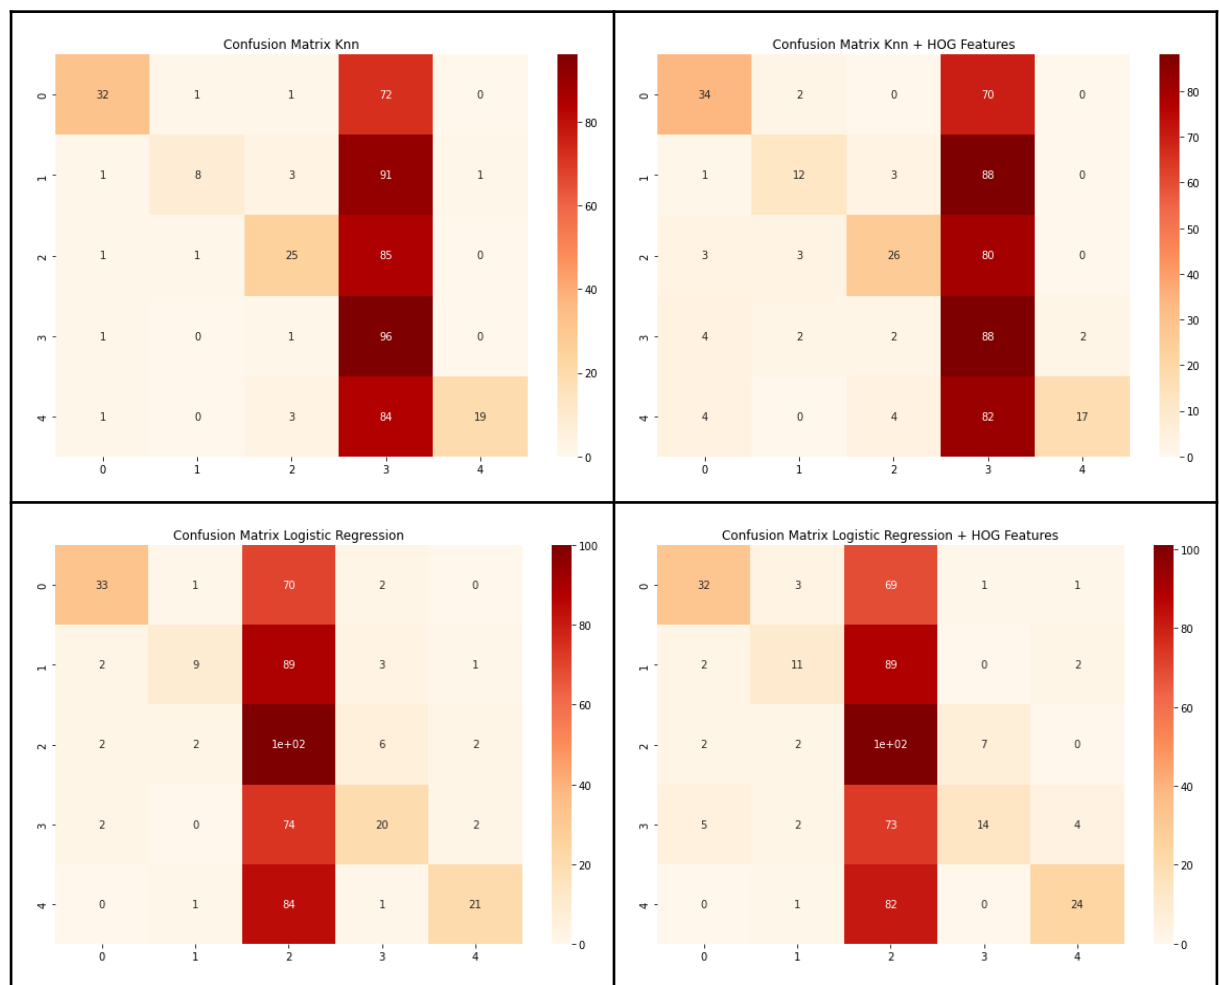 Confusion Matrix Knn
0 32 1 1 72 0
1 1 8 3 91 1
2 1 1 25 85 0
3 1 0 1 96 0
4 1 0 3 84 19
0 1 2 3 4
80
60
40
20
0
Confusion Matrix Knn + HOG Features
0 34 2 0 70 0
1 1 12 3 88 0
2 3 3 26 80 0
3 4 2 2 88 2
4 4 0 4 82 17
0 1 2 3 4
80
70
60
50
40
30
20
10
0
Confusion Matrix Logistic Regression
0 33 1 70 2 0
1 2 9 89 3 1
2 2 2 1e+02 6 2
3 2 0 74 20 2
4 0 1 84 1 21
0 1 2 3 4
100
80
60
40
20
0
Confusion Matrix Logistic Regression + HOG Features
0 32 3 69 1 1
1 2 11 89 0 2
2 2 2 1e+02 7 0
3 5 2 73 14 4
4 0 1 82 0 24
0 1 2 3 4
100
80
60
40
20
0